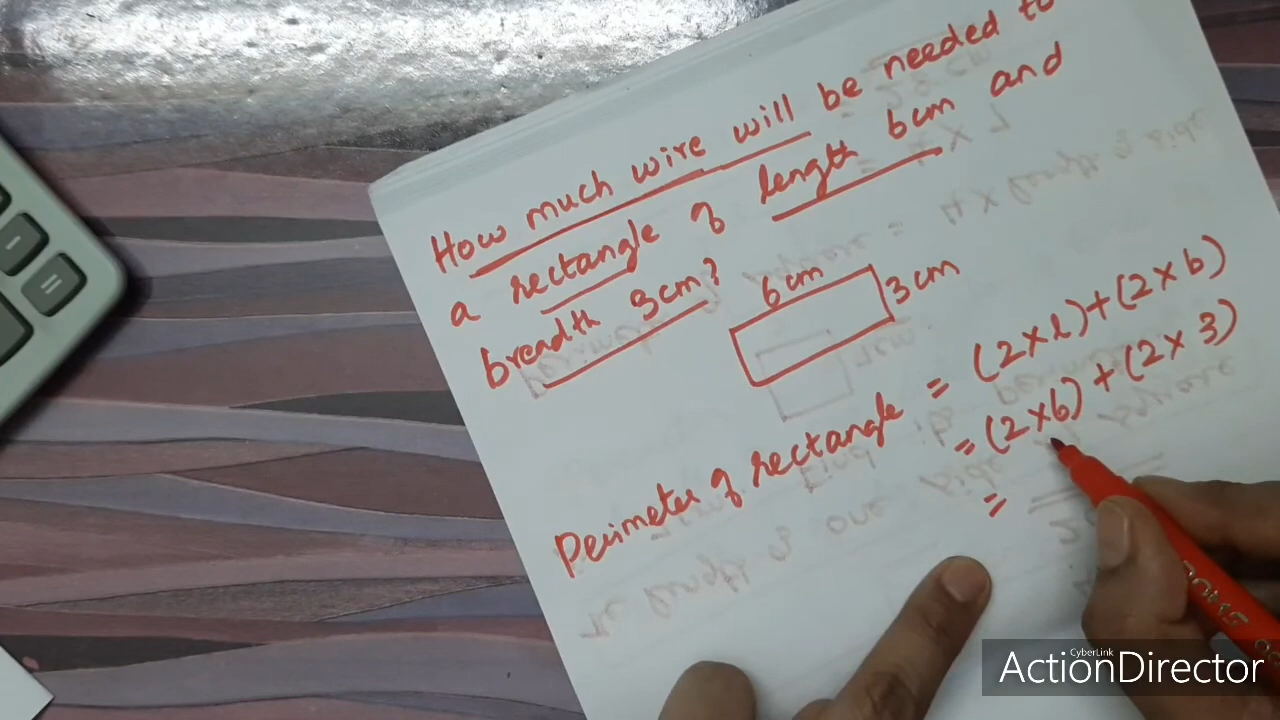 How much wire will be needed to
a rectangle of length 6cm and
breadth 3cm?
6cm
3cm
Perimeter of rectangle = (2×l)+(2×b)
= (2×6)+(2×3)
=
DOMS
CyberLink
ActionDirector